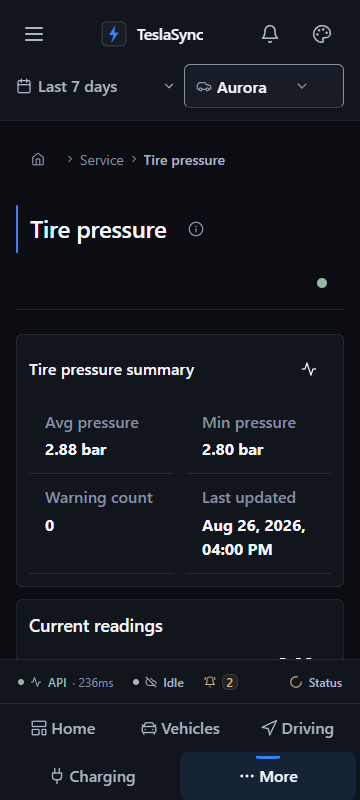 TeslaSync
Last 7 days
Aurora
Service
Tire pressure
Tire pressure
Tire pressure summary
Avg pressure
Min pressure
2.88 bar
2.80 bar
Warning count
Last updated
0
Aug 26, 2026,
04:00 PM
Current readings
API · 236ms
Idle
2
Status
Home
Vehicles
Driving
Charging
More